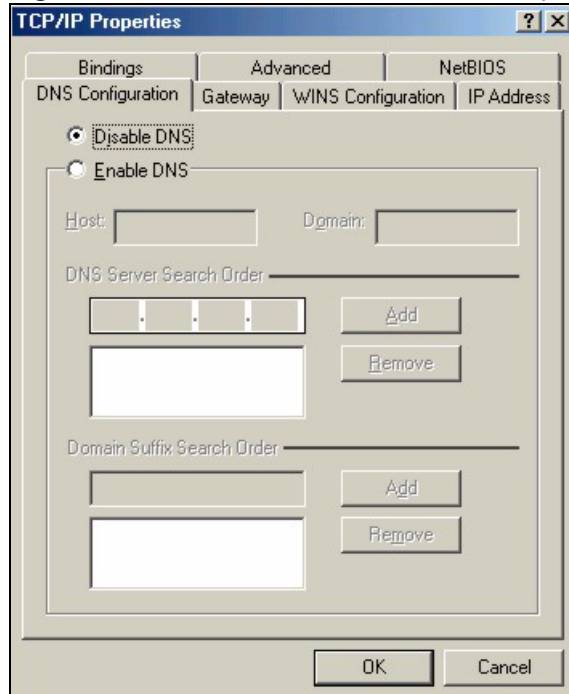 TCP/IP Properties
Bindings
Advanced
NetBIOS
DNS Configuration
Gateway
WINS Configuration
IP Address
Disable DNS
Enable DNS
Host:
Domain:
DNS Server Search Order
Add
Remove
Domain Suffix Search Order
Add
Remove
OK
Cancel